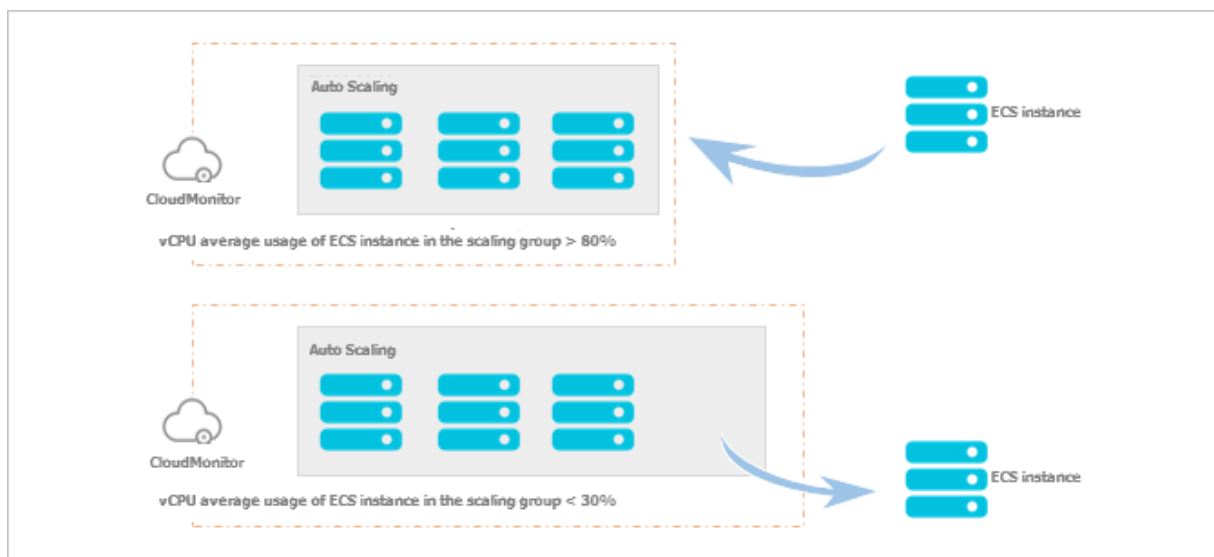 Auto Scaling
ECS instance
CloudMonitor
vCPU average usage of ECS instance in the scaling group > 80%
Auto Scaling
CloudMonitor
ECS instance
vCPU average usage of ECS instance in the scaling group < 30%